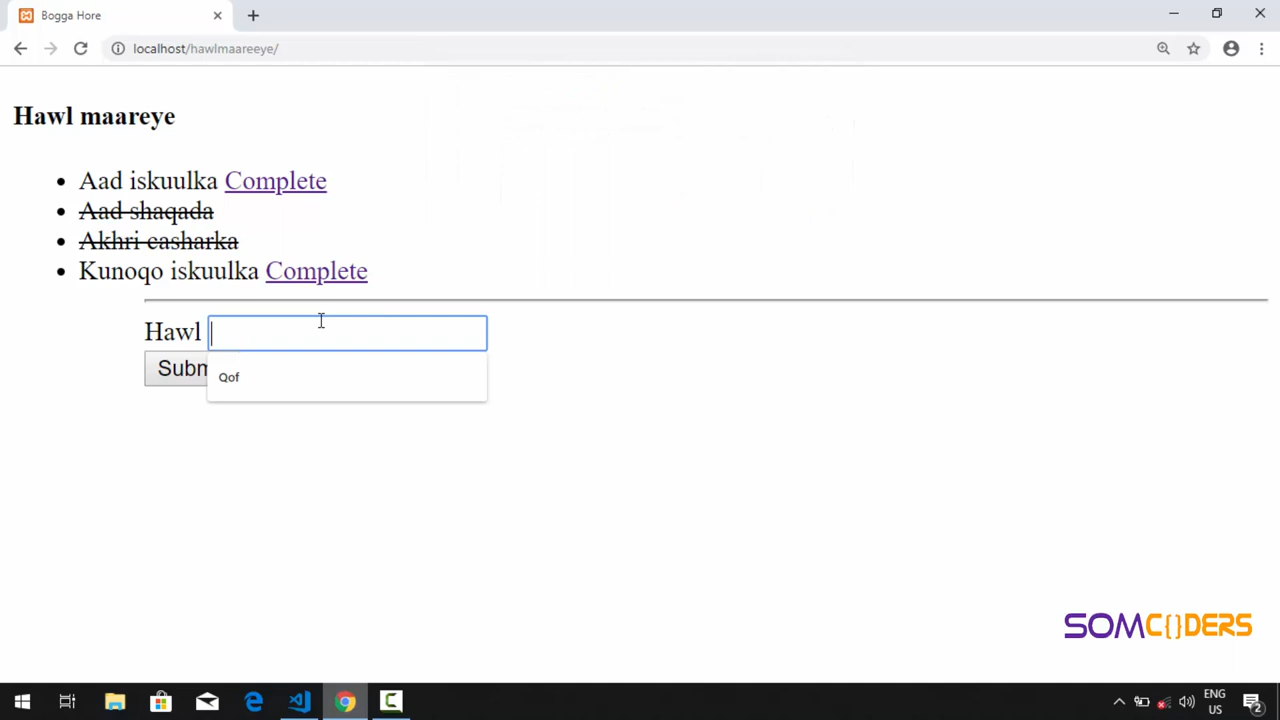 Bogga Hore
localhost/hawlmaareeye/
Hawl maareye
Aad iskuulka Complete
Aad shaqada
Akhri casharka
Kunoqo iskuulka Complete
Hawl
Subm
Qof
SOMC{}DERS
ENG
US
2